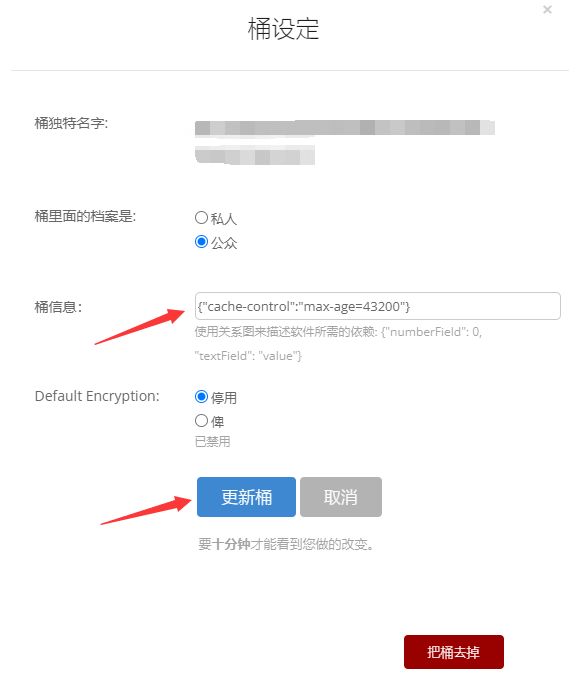 ×
桶设定
桶独特名字:
桶里面的档案是:
私人
公众
桶信息:
{"cache-control":"max-age=43200"}
使用关系图来描述软件所需的依赖: {"numberField": 0,
"textField": "value"}
Default Encryption:
停用
俾
已禁用
更新桶
取消
要十分钟才能看到您做的改变。
把桶去掉